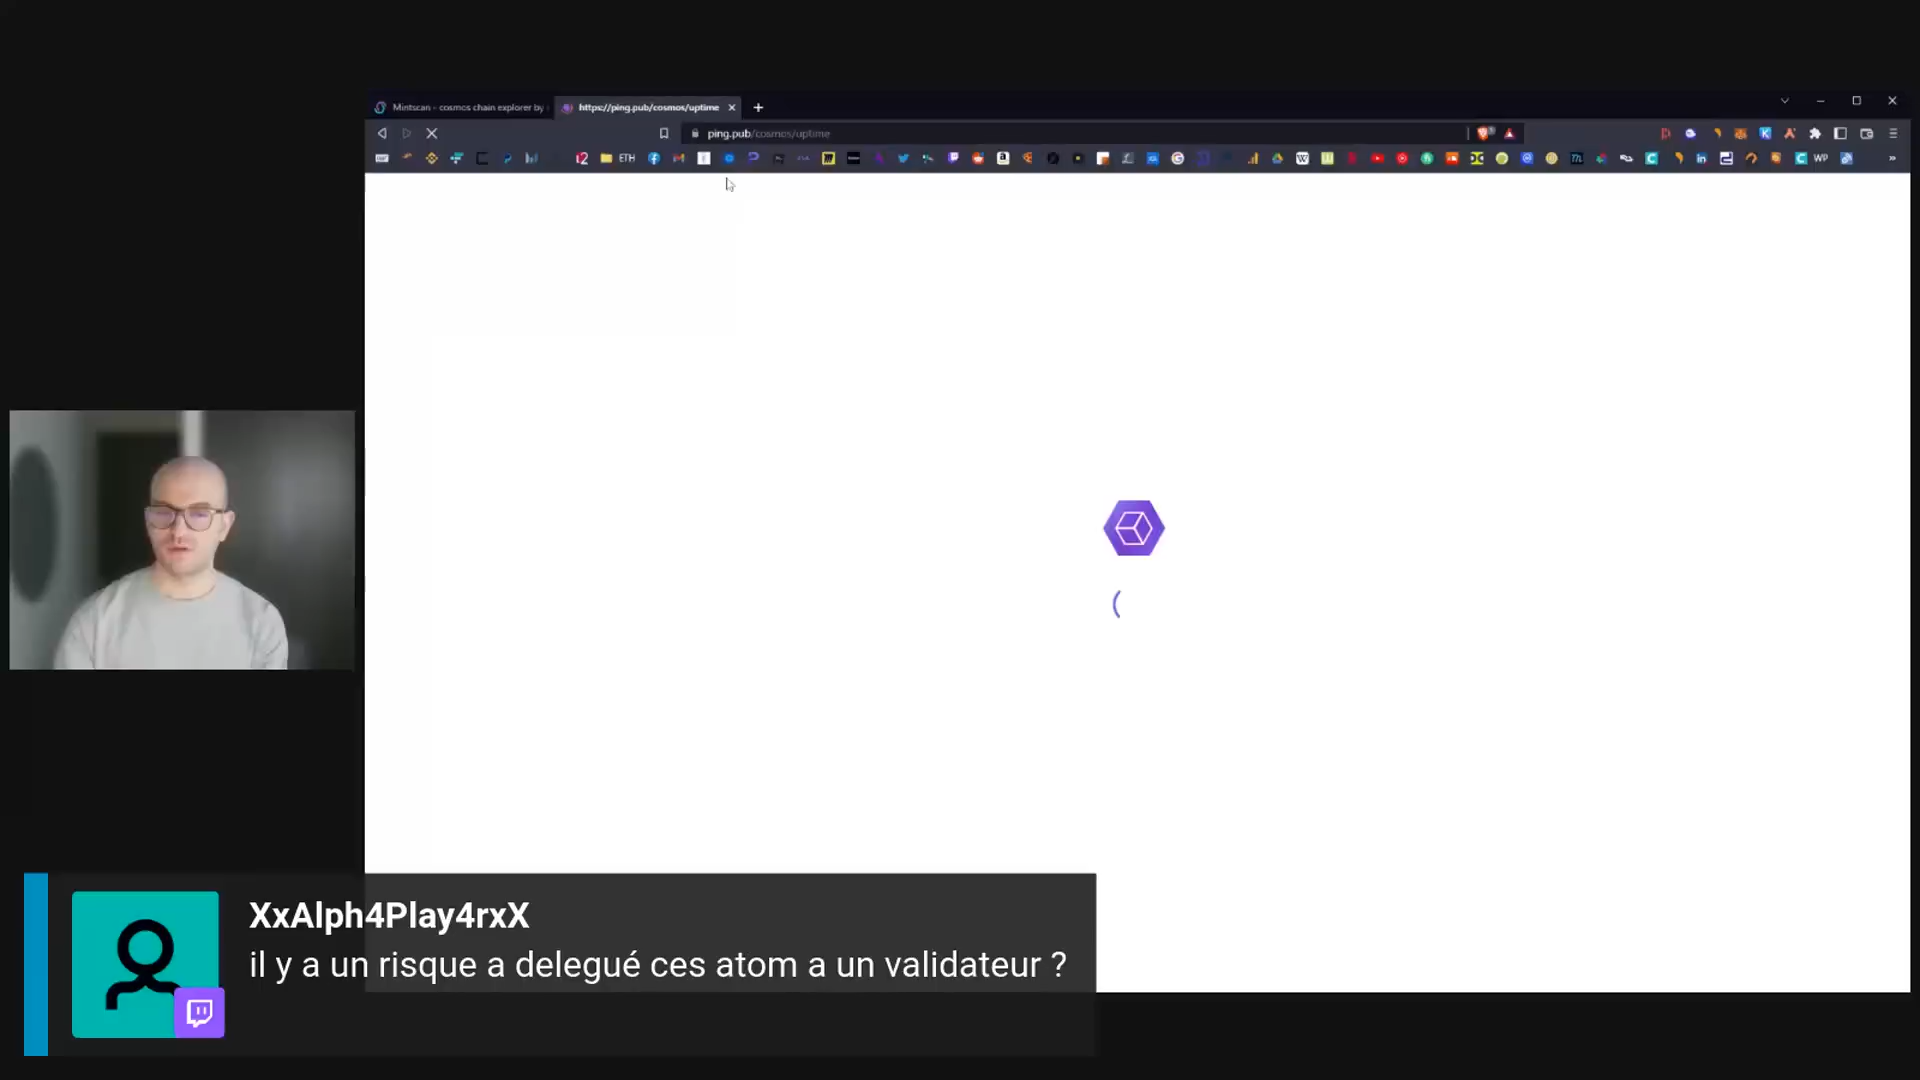 Mintscan - cosmos chain explorer by
https://ping.pub/cosmos/uptime
ping.pub/cosmos/uptime
ETH
WP
XxAlph4Play4rxX
il y a un risque a delegué ces atom a un validateur ?